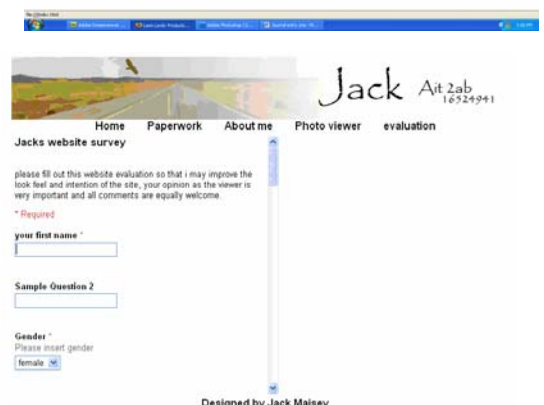 Jack Ait 2ab
16524941
Home Paperwork About me Photo viewer evaluation
Jacks website survey
please fill out this website evaluation so that i may improve the
look feel and intention of the site, your opinion as the viewer is
very important and all comments are equally welcome.
* Required
your first name *
Sample Question 2
Gender *
Please insert gender
female
Designed by Jack Maisey